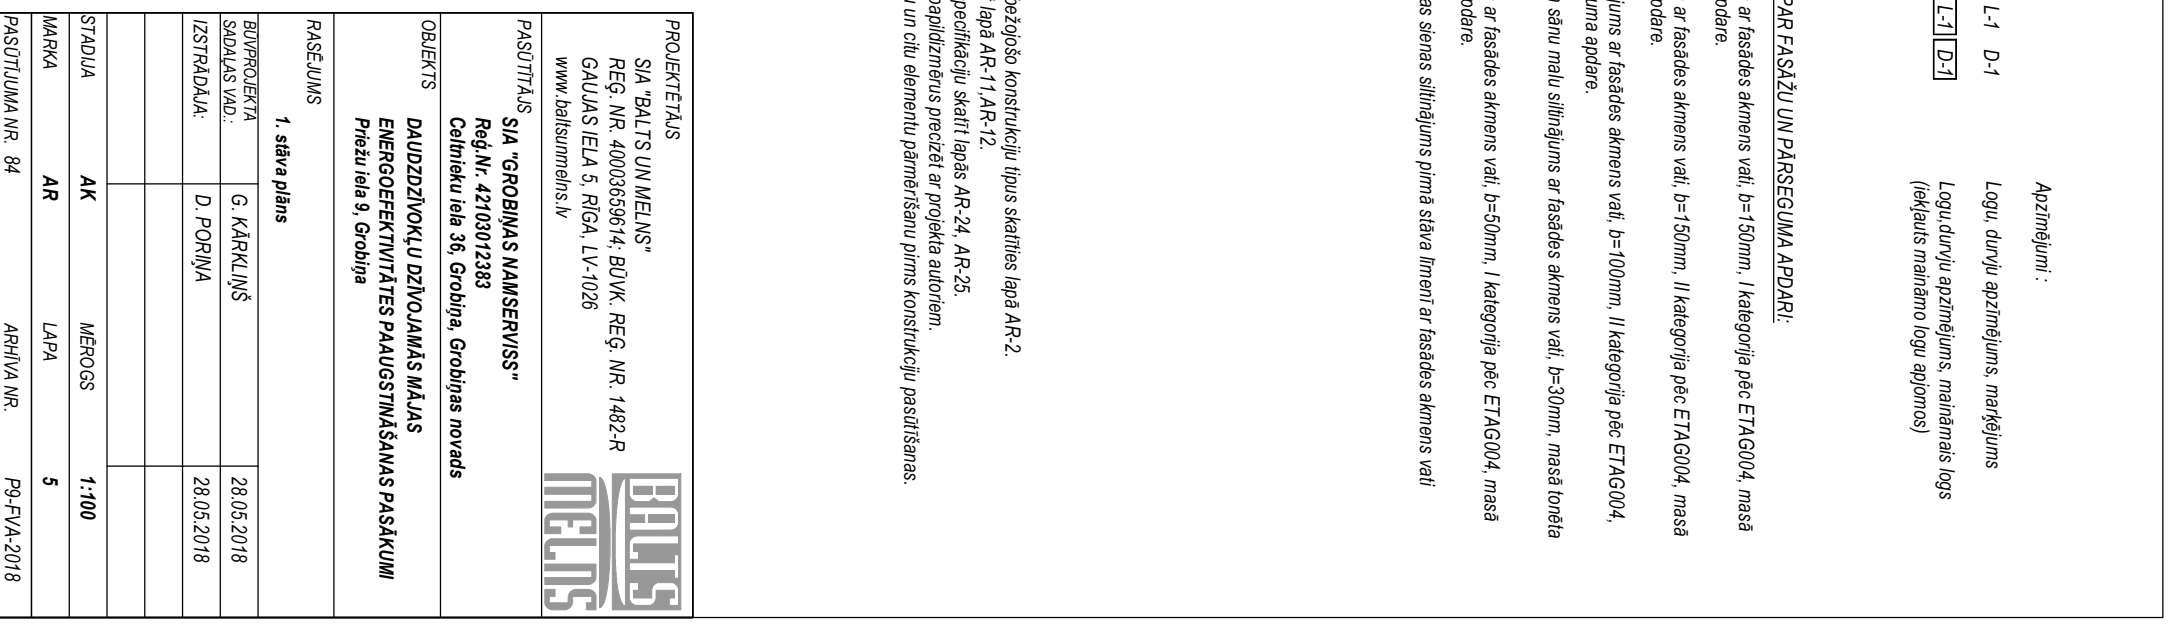 Apzīmējumi :
L-1 D-1 Logu, durvju apzīmējums, marķējums
L-1 D-1 Logu,durvju apzīmējums, maināmais logs
(iekļauts maināmo logu apjomos)
PAR FASĀŽU UN PĀRSEGUMA APDARI:
ar fasādes akmens vati, b=150mm, I kategorija pēc ETAG004, masā
odare.
ar fasādes akmens vati, b=150mm, II kategorija pēc ETAG004, masā
odare.
jums ar fasādes akmens vati, b=100mm, II kategorija pēc ETAG004,
uma apdare.
sānu malu siltinājums ar fasādes akmens vati, b=30mm, masā tonēta
ar fasādes akmens vati, b=50mm, I kategorija pēc ETAG004, masā
odare.
as sienas siltinājums pirmā stāva līmenī ar fasādes akmens vati
bežojošo konstrukciju tipus skatīties lapā AR-2.
lapā AR-11,AR-12.
pecifikāciju skatīt lapās AR-24, AR-25.
papildizmērus precizēt ar projekta autoriem.
u un citu elementu pārmērīšanu pirms konstrukciju pasūtīšanas.
PROJEKTĒTĀJS
SIA "BALTS UN MELNS"
REĢ. NR. 40003659614; BŪVK. REĢ. NR. 1482-R
GAUJAS IELA 5, RĪGA, LV-1026
www.baltsunmelns.lv
BALTS
MELNS
PASŪTĪTĀJS
SIA "GROBIŅAS NAMSERVISS"
Reģ.Nr. 42103012383
Celtnieku iela 36, Grobiņa, Grobiņas novads
OBJEKTS
DAUDZDZĪVOKĻU DZĪVOJAMĀS MĀJAS
ENERGOEFEKTIVITĀTES PAAUGSTINĀŠANAS PASĀKUMI
Priežu iela 9, Grobiņa
RASĒJUMS
1. stāva plāns
BŪVPROJEKTA
SADAĻAS VAD.: G. KĀRKLIŅŠ 28.05.2018
IZSTRĀDĀJA: D. PORIŅA 28.05.2018
STADIJA AK MĒROGS 1:100
MARKA AR LAPA 5
PASŪTĪJUMA NR. 84 ARHĪVA NR. P9-FVA-2018